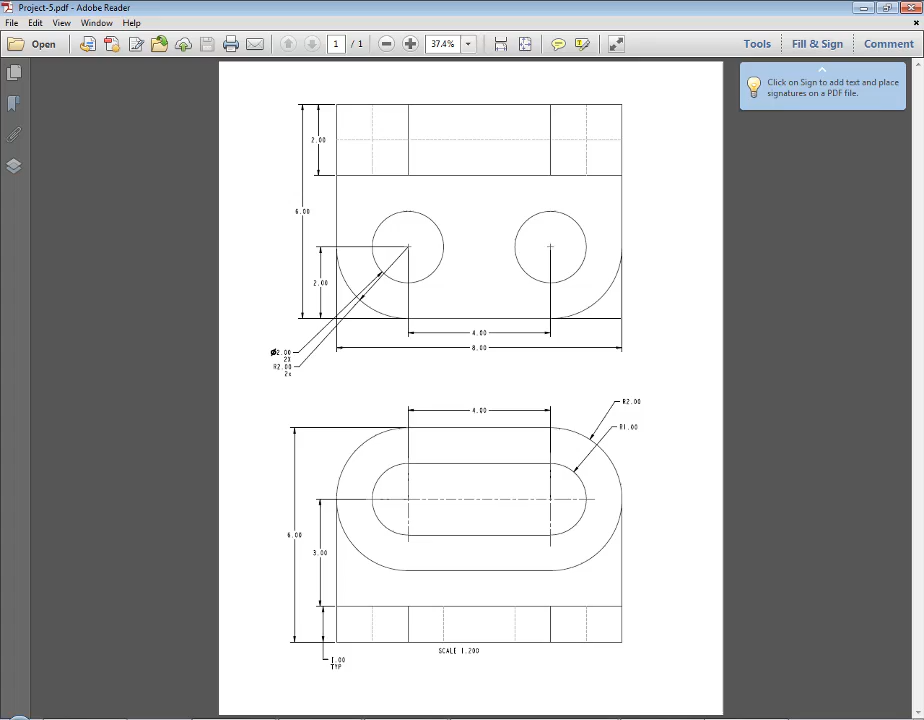 Project-5.pdf - Adobe Reader
File Edit View Window Help
Open 1 / 1 37.4% Tools Fill & Sign Comment
Click on Sign to add text and place
signatures on a PDF file.
2.00
6.00
2.00
4.00
8.00
Ø2.00
2X
R2.00
2x
4.00
R2.00
R1.00
6.00
3.00
1.00
TYP
SCALE 1.200